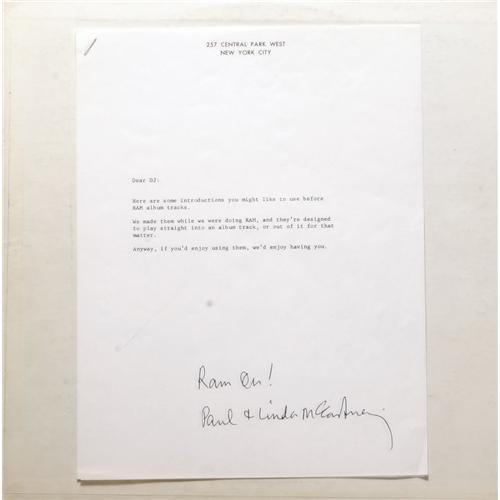 257 CENTRAL PARK WEST
NEW YORK CITY
Dear DJ:
Here are some introductions you might like to use before
RAM album tracks.
We made them while we were doing RAM, and they're designed
to play straight into an album track, or out of it for that
matter.
Anyway, if you'd enjoy using them, we'd enjoy having you.
Ram On!
Paul & Linda McCartney